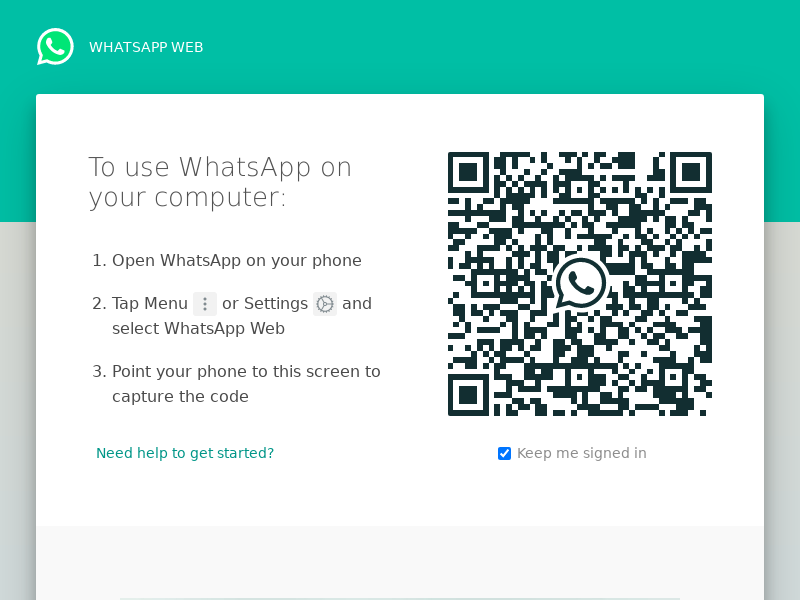 WHATSAPP WEB
To use WhatsApp on
your computer:
1. Open WhatsApp on your phone
2. Tap Menu or Settings and
select WhatsApp Web
3. Point your phone to this screen to
capture the code
Need help to get started?
Keep me signed in